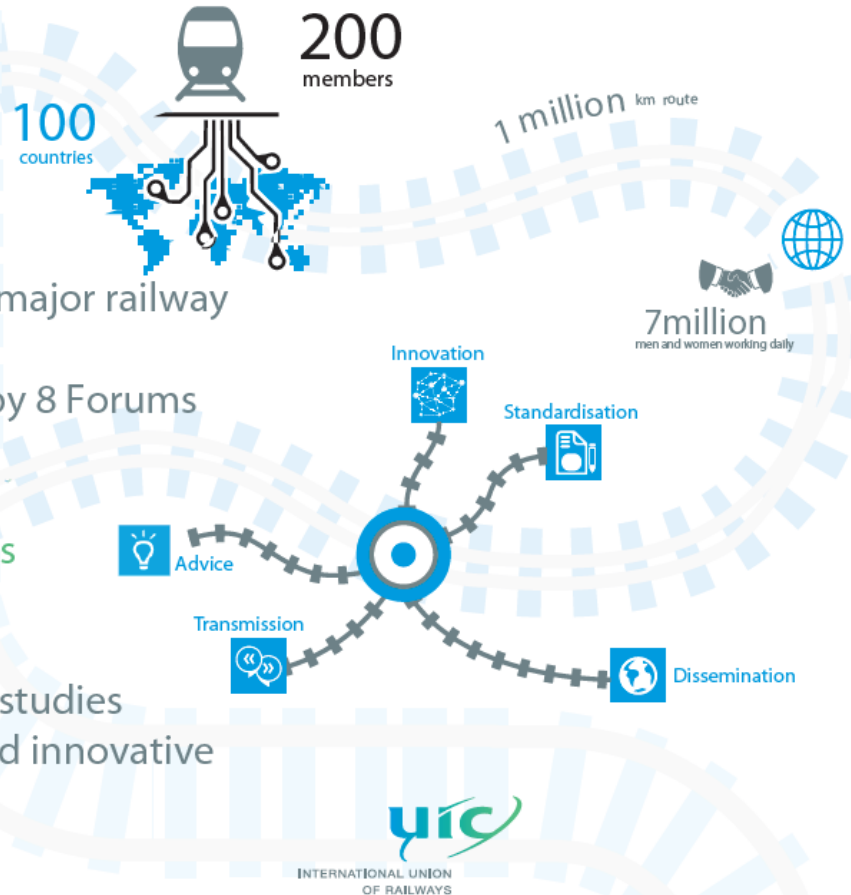 200
members
100
countries
1 million km route
major railway
7million
men and women working daily
by 8 Forums
Innovation
Standardisation
s
Advice
Transmission
Dissemination
studies
d innovative
uic
INTERNATIONAL UNION
OF RAILWAYS